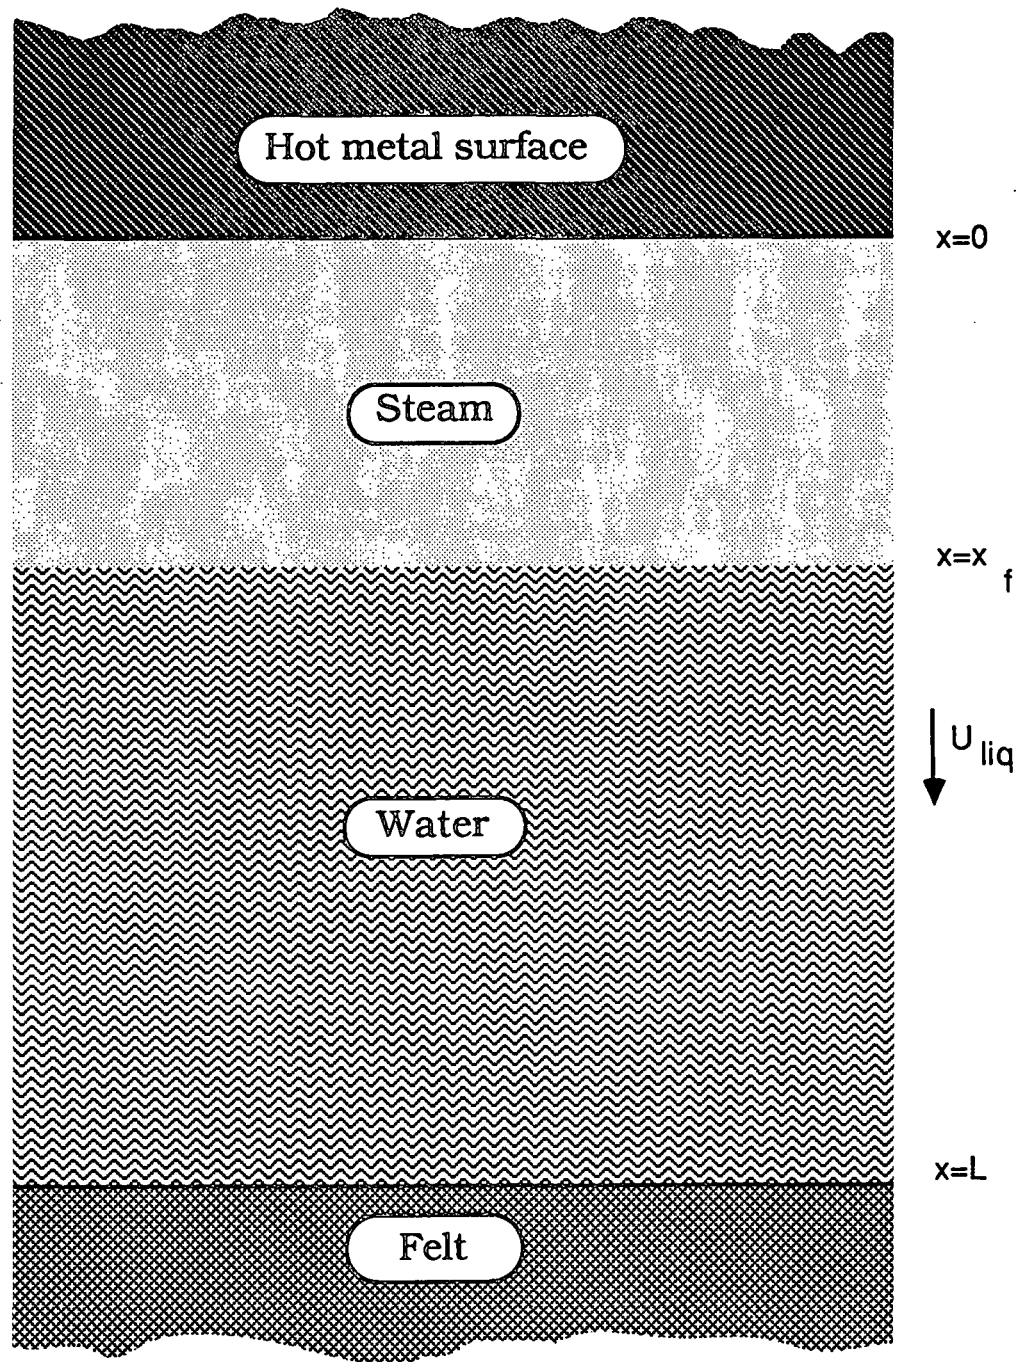 Hot metal surface
x=0
Steam
x=x f
U liq
Water
x=L
Felt